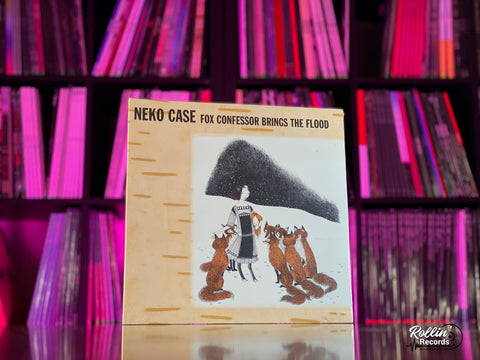 NEKO CASE FOX CONFESSOR BRINGS THE FLOOD
Rollin'
Records